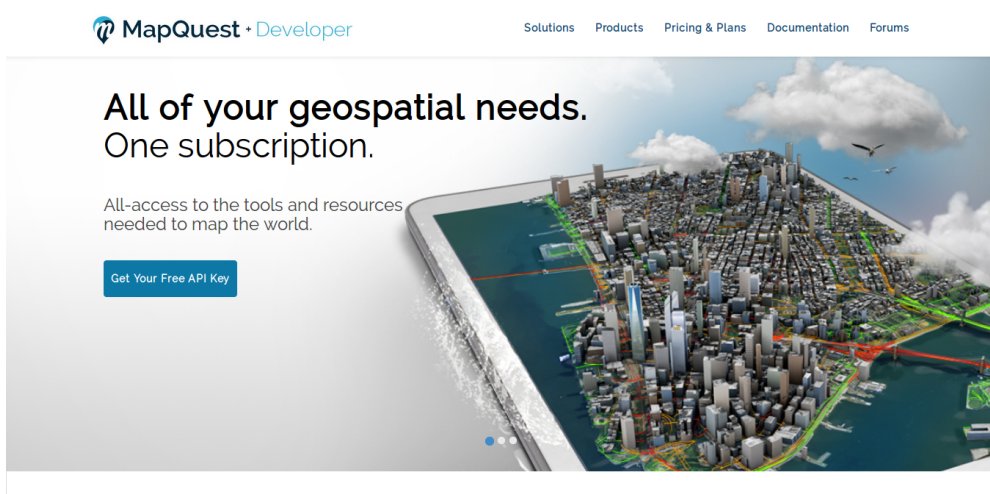 MapQuest + Developer
Solutions Products Pricing & Plans Documentation Forums
All of your geospatial needs.
One subscription.
All-access to the tools and resources
needed to map the world.
Get Your Free API Key